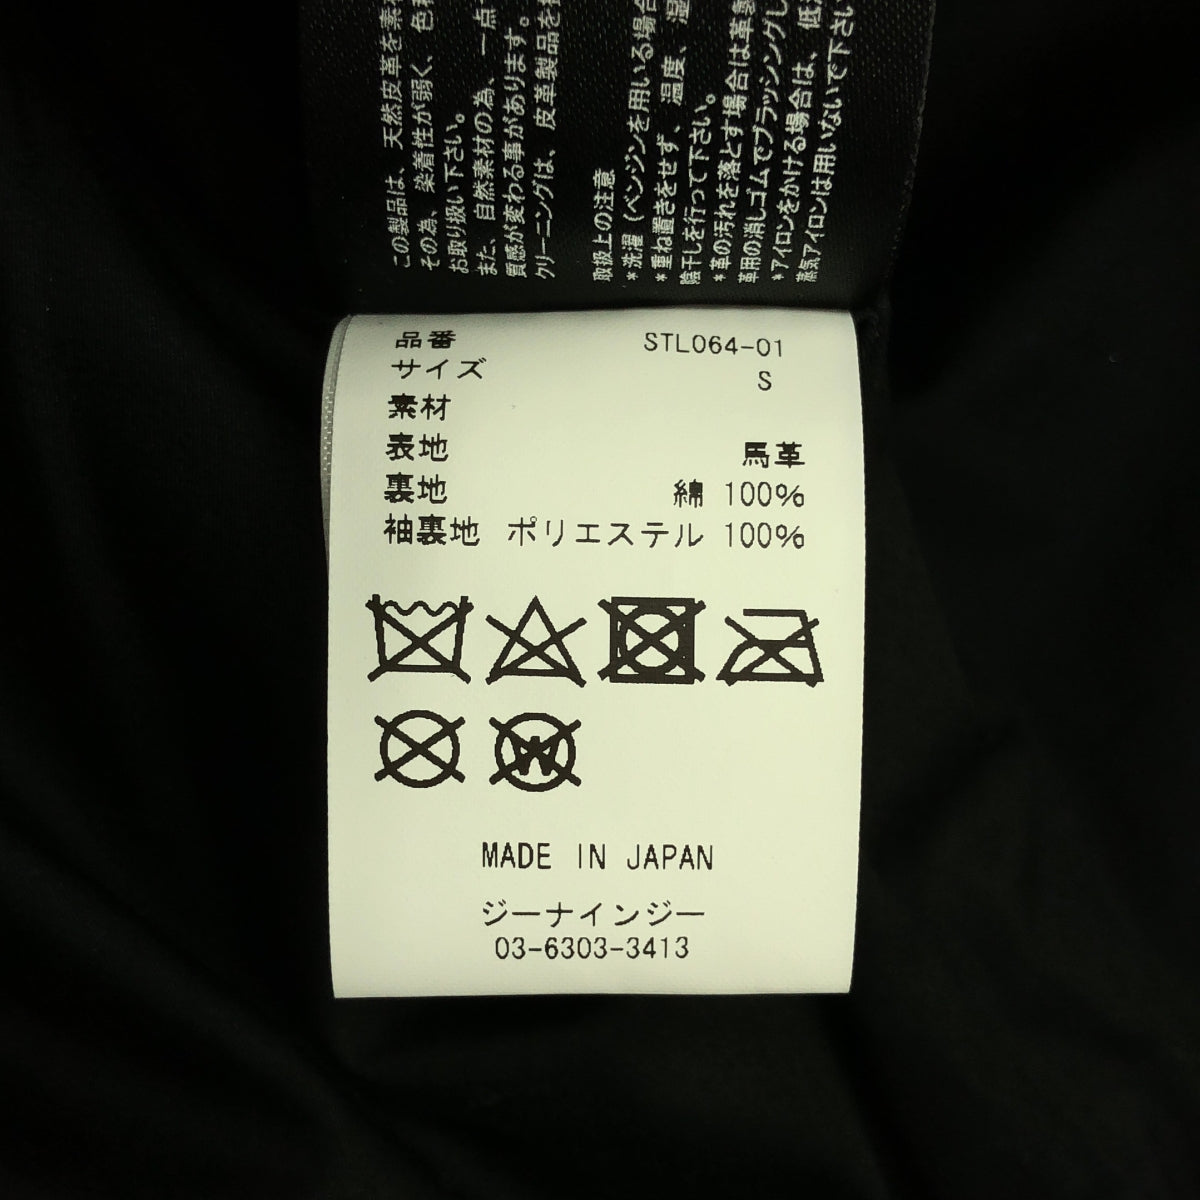 この製品は、天然皮革を素材
その為、染着性が弱く、色
お取り扱い下さい。
また、自然素材の為、一点
質感が変わる事があります。
クリーニングは、皮革製品を
取扱上の注意
*洗濯(ベンジンを用いる場合
*重ね置きをせず、温度、湿
陰干しを行って下さい。
*革の汚れを落とす場合は革
革用の消しゴムでブラッシングし
*アイロンをかける場合は、低
蒸気アイロンは用いないで下さい
品番 STL064-01
サイズ S
素材
表地 馬革
裏地 綿 100%
袖裏地 ポリエステル 100%
W
MADE IN JAPAN
ジーナインジー
03-6303-3413